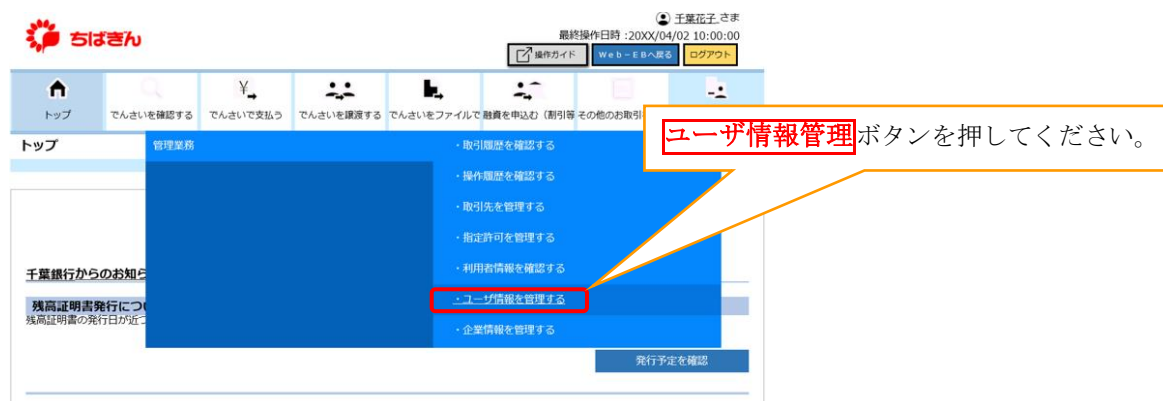 千葉花子 さま
ちばぎん
最終操作日時 :20XX/04/02 10:00:00
操作ガイド
Web－EBへ戻る
ログアウト
トップ
でんさいを確認する
でんさいで支払う
でんさいを譲渡する
でんさいをファイルで
融資を申込む（割引等
その他のお取引
トップ
管理業務
・取引履歴を確認する
ユーザ情報管理ボタンを押してください。
・操作履歴を確認する
・取引先を管理する
・指定許可を管理する
千葉銀行からのお知ら
・利用者情報を確認する
残高証明書発行につい
・ユーザ情報を管理する
残高証明書の発行日が近づ
・企業情報を管理する
発行予定を確認